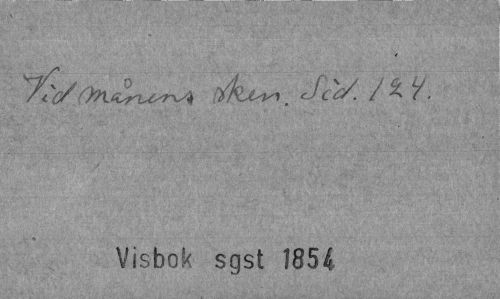 Vid månens sken. Sid. 124.
Visbok sgst 1854